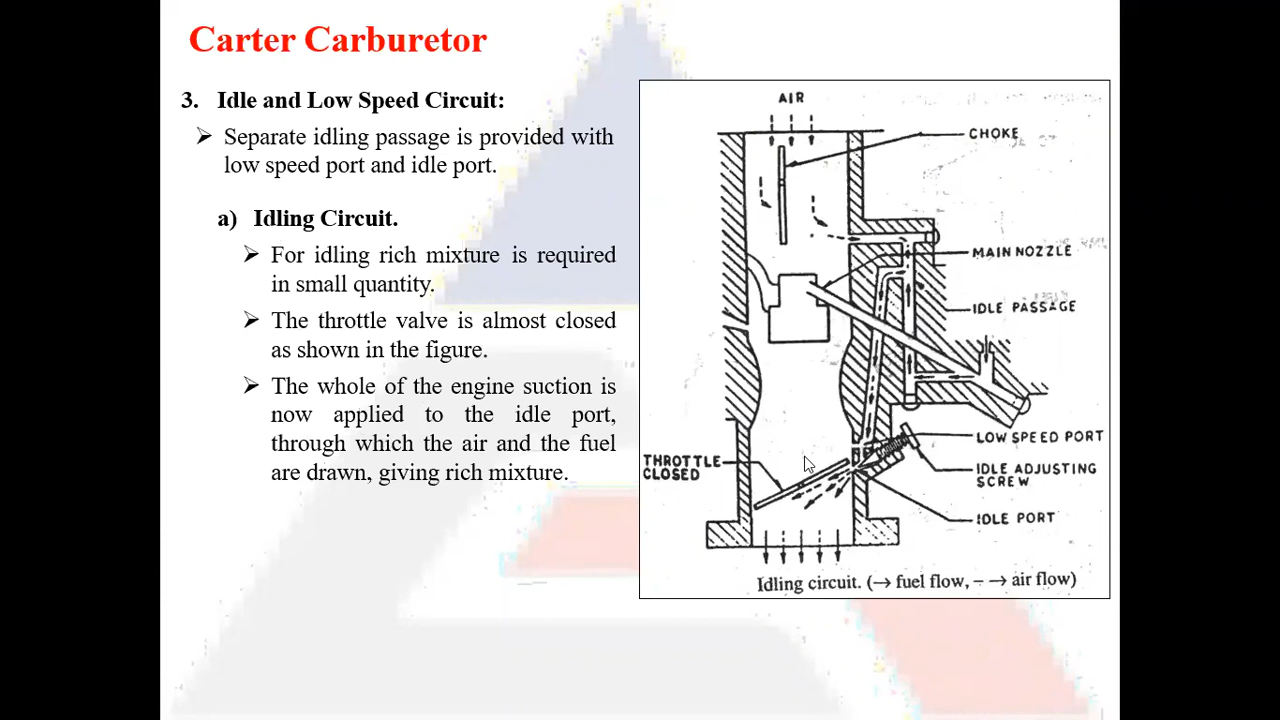 Carter Carburetor
3. Idle and Low Speed Circuit:
➢ Separate idling passage is provided with
low speed port and idle port.
a) Idling Circuit.
➢ For idling rich mixture is required
in small quantity.
➢ The throttle valve is almost closed
as shown in the figure.
➢ The whole of the engine suction is
now applied to the idle port,
through which the air and the fuel
are drawn, giving rich mixture.
AIR
CHOKE
MAIN NOZZLE
IDLE PASSAGE
LOW SPEED PORT
THROTTLE
CLOSED
IDLE ADJUSTING
SCREW
IDLE PORT
Idling circuit. (→ fuel flow, – → air flow)